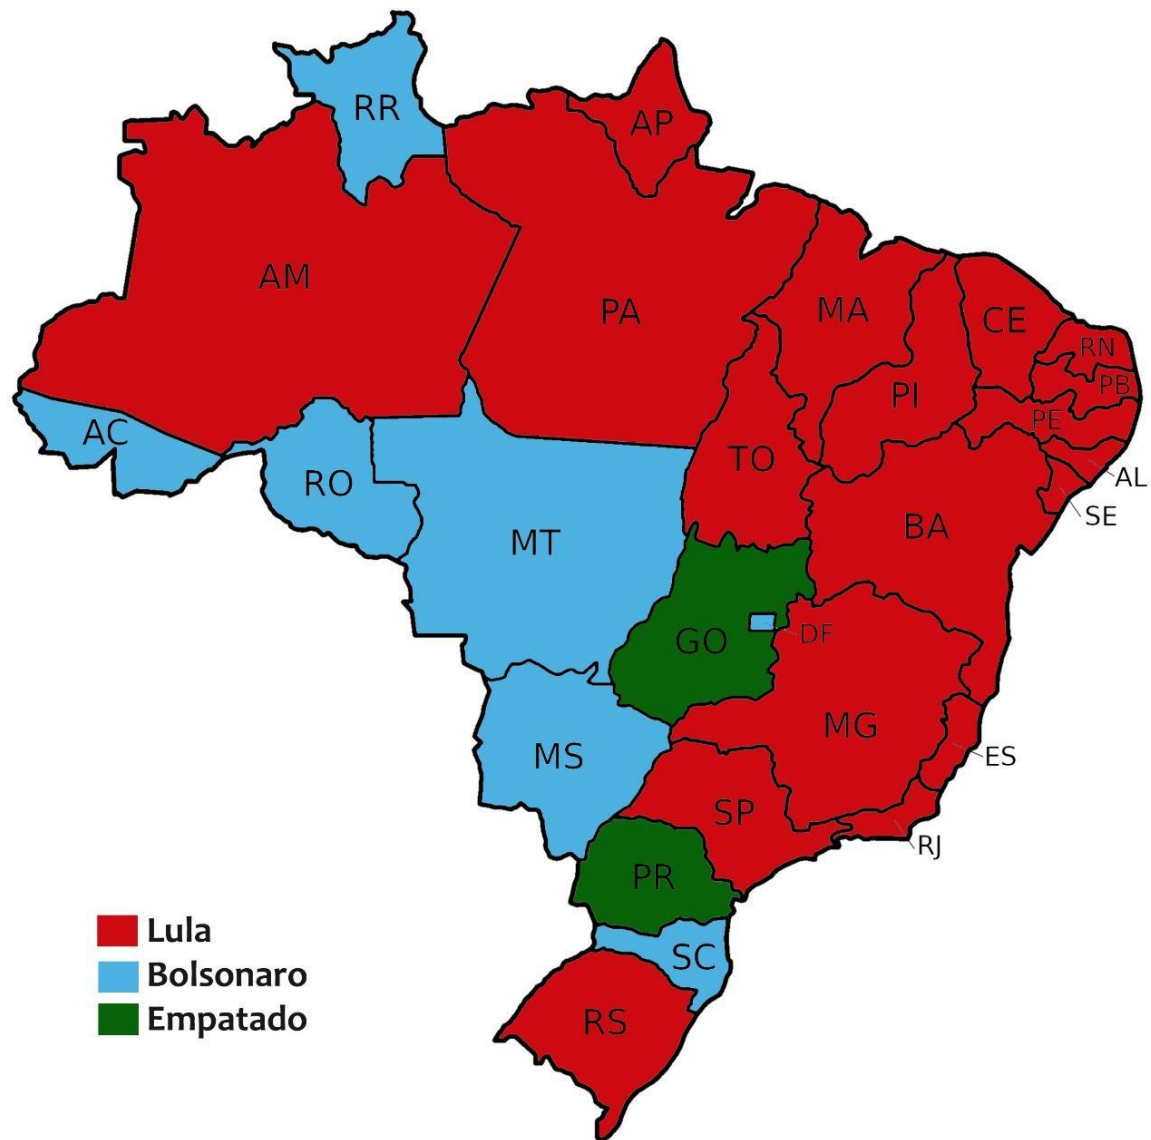 RR
AP
AM
PA
MA
CE
RN
PB
PI
PE
AC
TO
AL
RO
SE
BA
MT
DF
GO
MG
MS
ES
SP
RJ
PR
Lula
SC
Bolsonaro
Empatado
RS